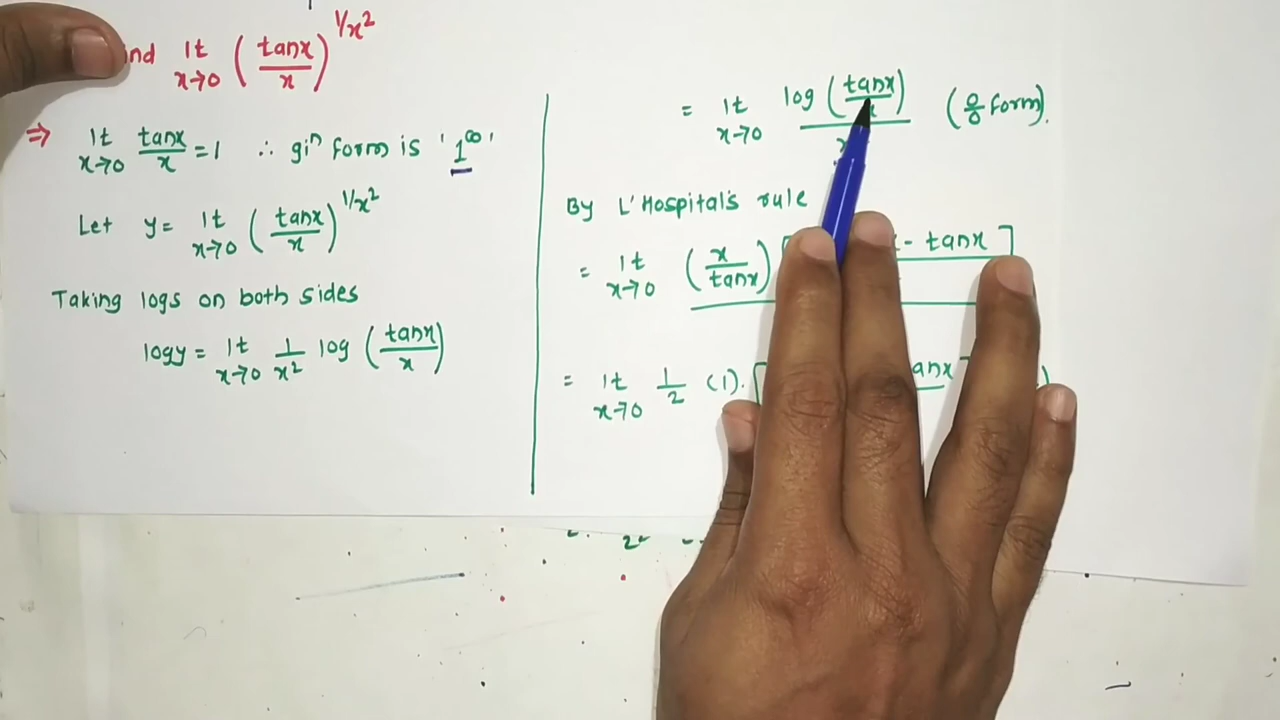 lt x→0 (tanx/x)^1/x²
⇒ lt x→0 tanx/x = 1 ∴ giⁿ form is '1^∞'
Let y = lt x→0 (tanx/x)^1/x²
Taking logs on both sides
logy = lt x→0 1/x² log (tanx/x)
= lt x→0 log (tanx/ (0/0 form).
By L'Hospital's rule
= lt x→0 (x/tanx) [ - tanx ]
= lt x→0 1/2 (1). [